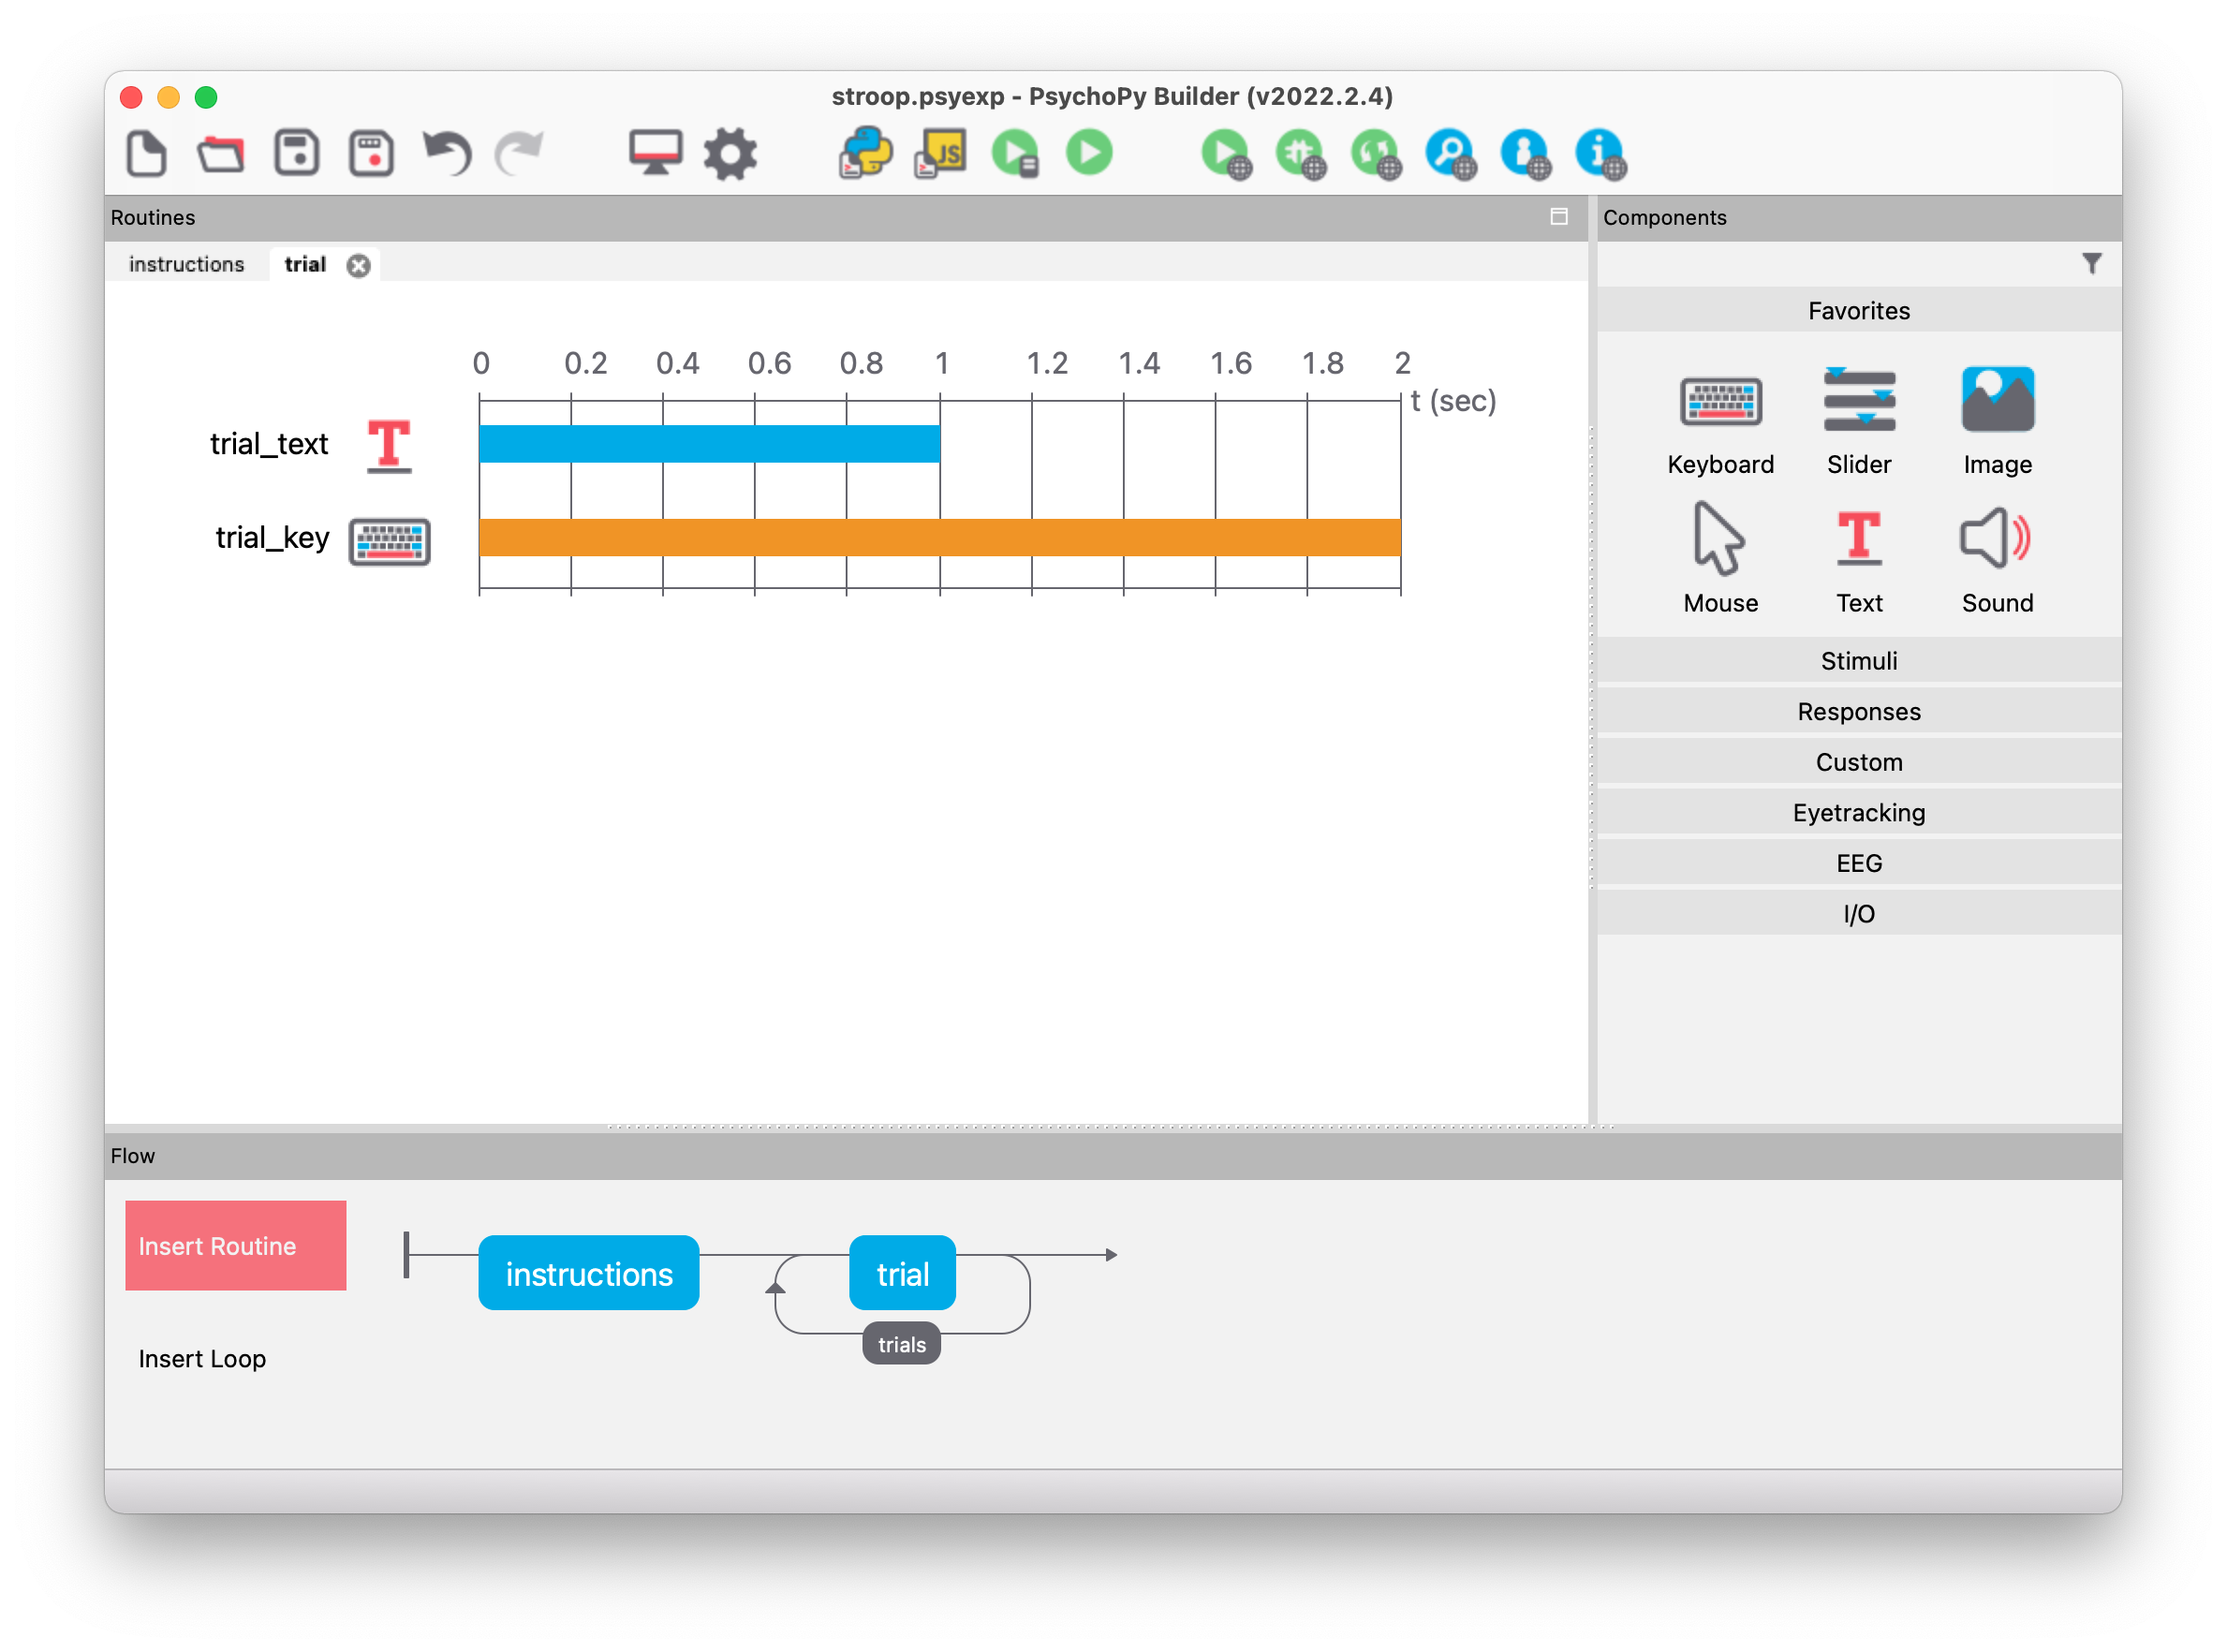 stroop.psyexp - PsychoPy Builder (v2022.2.4)
JS
Routines
Components
instructions
trial
Favorites
0 0.2 0.4 0.6 0.8 1 1.2 1.4 1.6 1.8 2
t (sec)
trial_text
trial_key
Keyboard Slider Image
Mouse Text Sound
Stimuli
Responses
Custom
Eyetracking
EEG
I/O
Flow
Insert Routine
instructions
trial
trials
Insert Loop